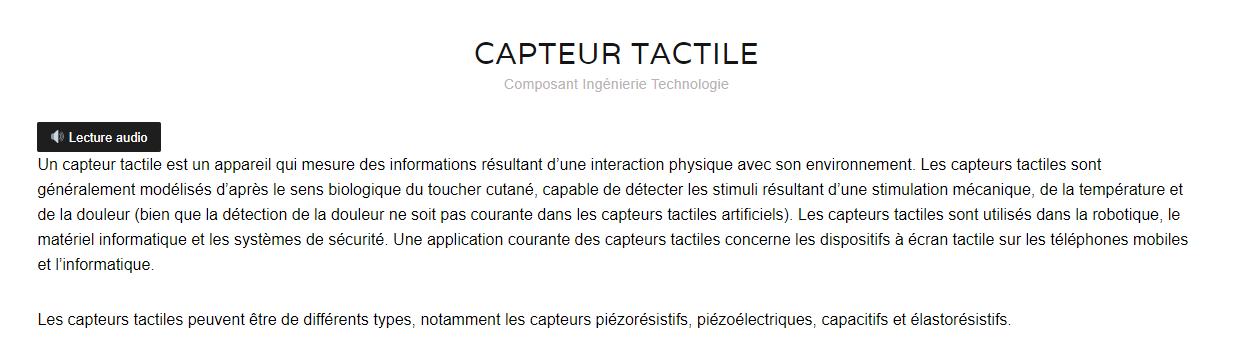 CAPTEUR TACTILE
Composant Ingénierie Technologie
Lecture audio
Un capteur tactile est un appareil qui mesure des informations résultant d’une interaction physique avec son environnement. Les capteurs tactiles sont
généralement modélisés d’après le sens biologique du toucher cutané, capable de détecter les stimuli résultant d’une stimulation mécanique, de la température et
de la douleur (bien que la détection de la douleur ne soit pas courante dans les capteurs tactiles artificiels). Les capteurs tactiles sont utilisés dans la robotique, le
matériel informatique et les systèmes de sécurité. Une application courante des capteurs tactiles concerne les dispositifs à écran tactile sur les téléphones mobiles
et l’informatique.
Les capteurs tactiles peuvent être de différents types, notamment les capteurs piézorésistifs, piézoélectriques, capacitifs et élastorésistifs.